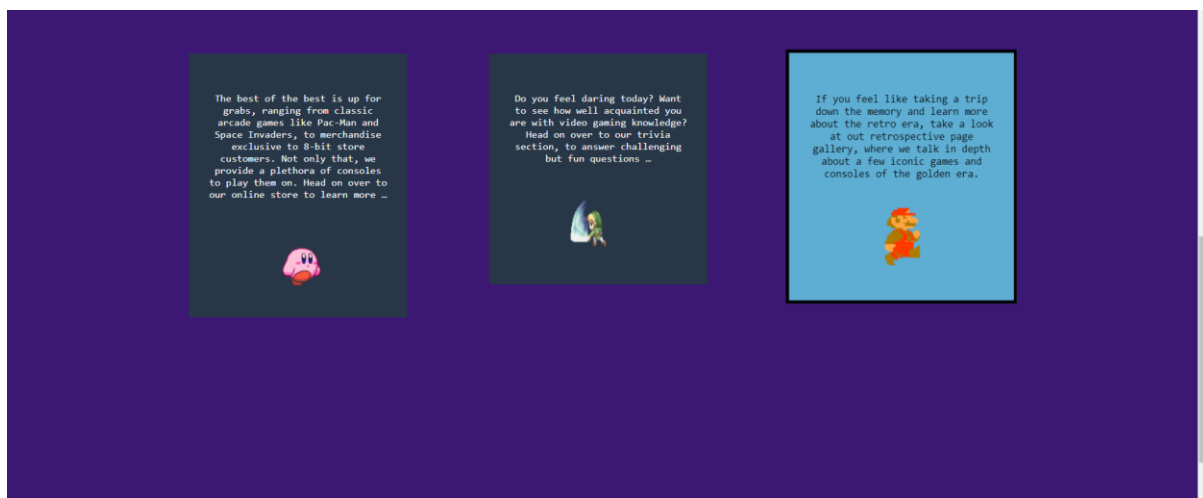 The best of the best is up for
grabs, ranging from classic
arcade games like Pac-Man and
Space Invaders, to merchandise
exclusive to 8-bit store
customers. Not only that, we
provide a plethora of consoles
to play them on. Head on over to
our online store to learn more …
Do you feel daring today? Want
to see how well acquainted you
are with video gaming knowledge?
Head on over to our trivia
section, to answer challenging
but fun questions …
If you feel like taking a trip
down the memory and learn more
about the retro era, take a look
at out retrospective page
gallery, where we talk in depth
about a few iconic games and
consoles of the golden era.